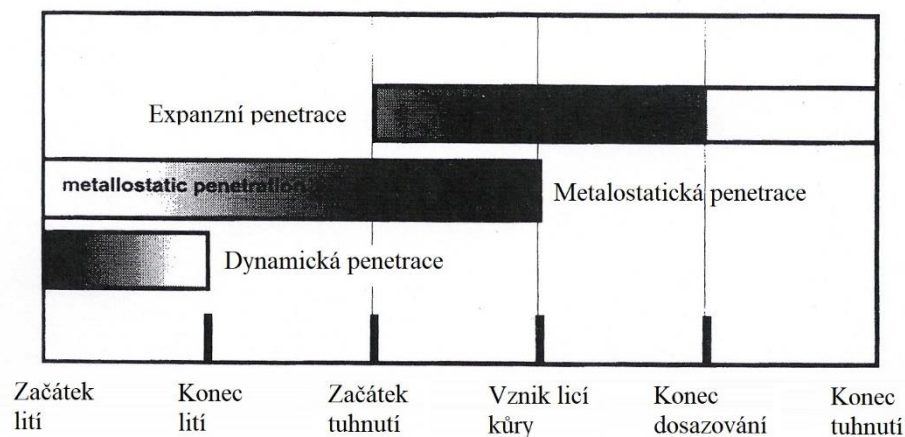 Expanzní penetrace
metallostatic penetration
Metalostatická penetrace
Dynamická penetrace
Začátek
lití
Konec
lití
Začátek
tuhnutí
Vznik licí
kůry
Konec
dosazování
Konec
tuhnutí